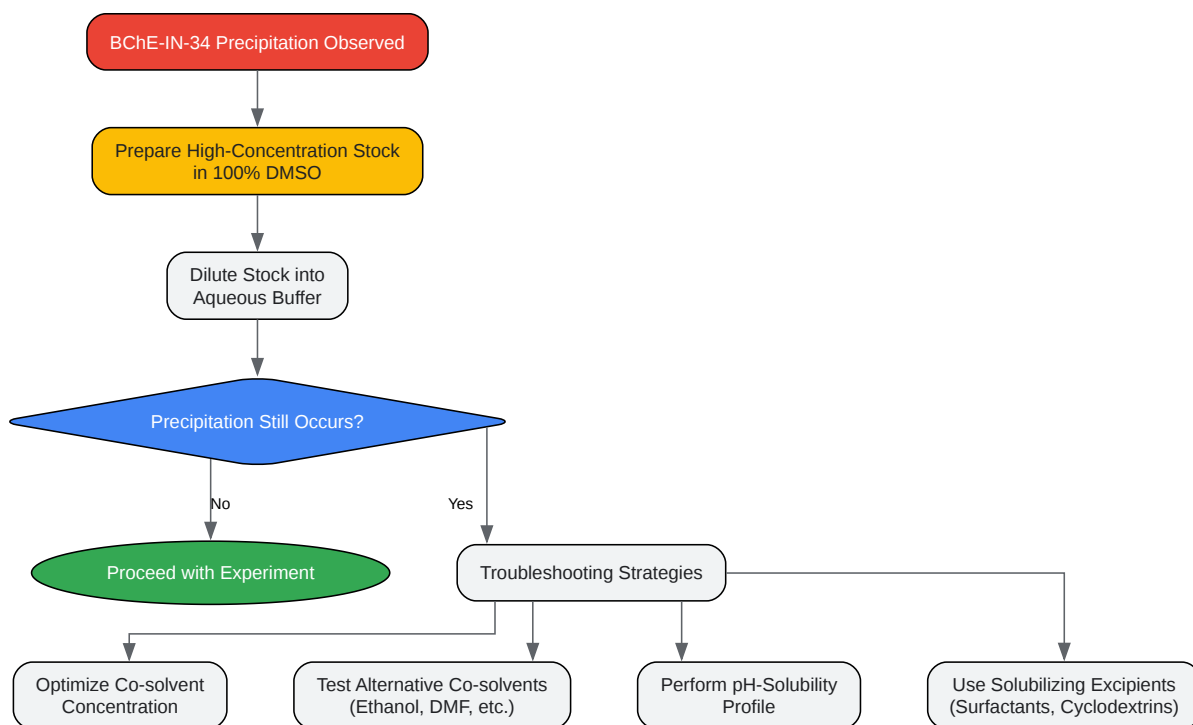 BChE-IN-34 Precipitation Observed
Prepare High-Concentration Stock
in 100% DMSO
Dilute Stock into
Aqueous Buffer
Precipitation Still Occurs?
No
Yes
Proceed with Experiment
Troubleshooting Strategies
Optimize Co-solvent
Concentration
Test Alternative Co-solvents
(Ethanol, DMF, etc.)
Perform pH-Solubility
Profile
Use Solubilizing Excipients
(Surfactants, Cyclodextrins)